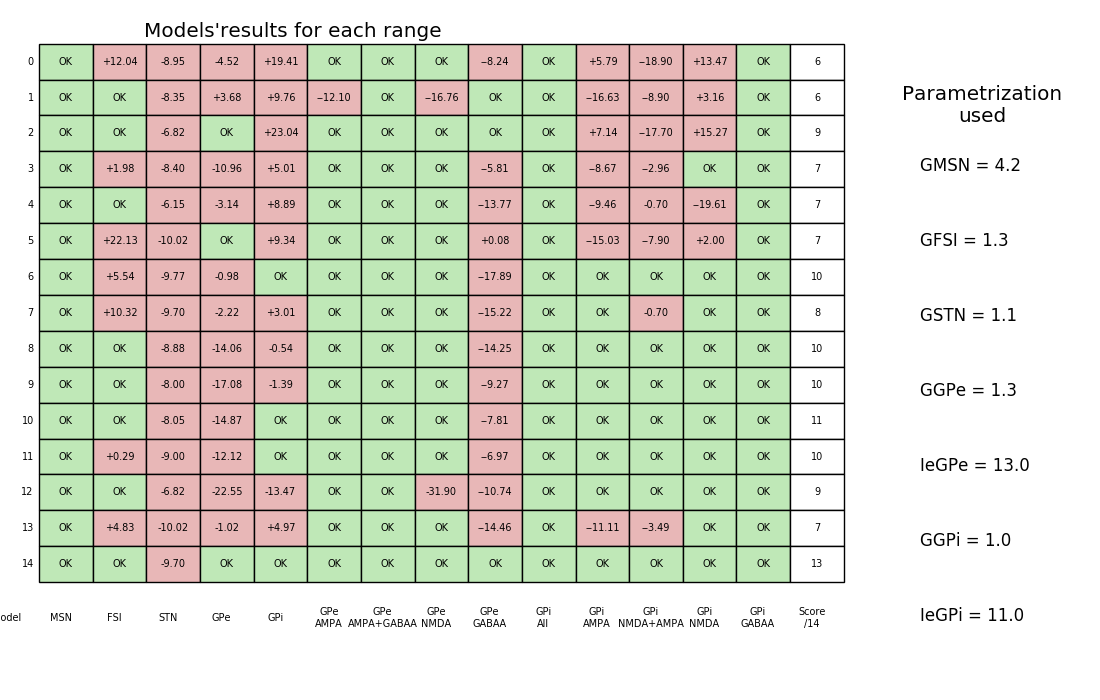 Models'results for each range
0 OK +12.04 -8.95 -4.52 +19.41 OK OK OK −8.24 OK +5.79 −18.90 +13.47 OK 6
1 OK OK -8.35 +3.68 +9.76 −12.10 OK −16.76 OK OK −16.63 −8.90 +3.16 OK 6
2 OK OK -6.82 OK +23.04 OK OK OK OK OK +7.14 −17.70 +15.27 OK 9
3 OK +1.98 -8.40 -10.96 +5.01 OK OK OK −5.81 OK −8.67 −2.96 OK OK 7
4 OK OK -6.15 -3.14 +8.89 OK OK OK −13.77 OK −9.46 -0.70 −19.61 OK 7
5 OK +22.13 -10.02 OK +9.34 OK OK OK +0.08 OK −15.03 −7.90 +2.00 OK 7
6 OK +5.54 -9.77 -0.98 OK OK OK OK −17.89 OK OK OK OK OK 10
7 OK +10.32 -9.70 -2.22 +3.01 OK OK OK −15.22 OK OK -0.70 OK OK 8
8 OK OK -8.88 -14.06 -0.54 OK OK OK −14.25 OK OK OK OK OK 10
9 OK OK -8.00 -17.08 -1.39 OK OK OK −9.27 OK OK OK OK OK 10
10 OK OK -8.05 -14.87 OK OK OK OK −7.81 OK OK OK OK OK 11
11 OK +0.29 -9.00 -12.12 OK OK OK OK −6.97 OK OK OK OK OK 10
12 OK OK -6.82 -22.55 -13.47 OK OK -31.90 −10.74 OK OK OK OK OK 9
13 OK +4.83 -10.02 -1.02 +4.97 OK OK OK −14.46 OK −11.11 −3.49 OK OK 7
14 OK OK -9.70 OK OK OK OK OK OK OK OK OK OK OK 13
odel MSN FSI STN GPe GPi GPe GPe GPe GPe GPi GPi GPi GPi GPi Score
AMPA AMPA+GABAA NMDA GABAA All AMPA NMDA+AMPA NMDA GABAA /14
Parametrization
used
GMSN = 4.2
GFSI = 1.3
GSTN = 1.1
GGPe = 1.3
IeGPe = 13.0
GGPi = 1.0
IeGPi = 11.0